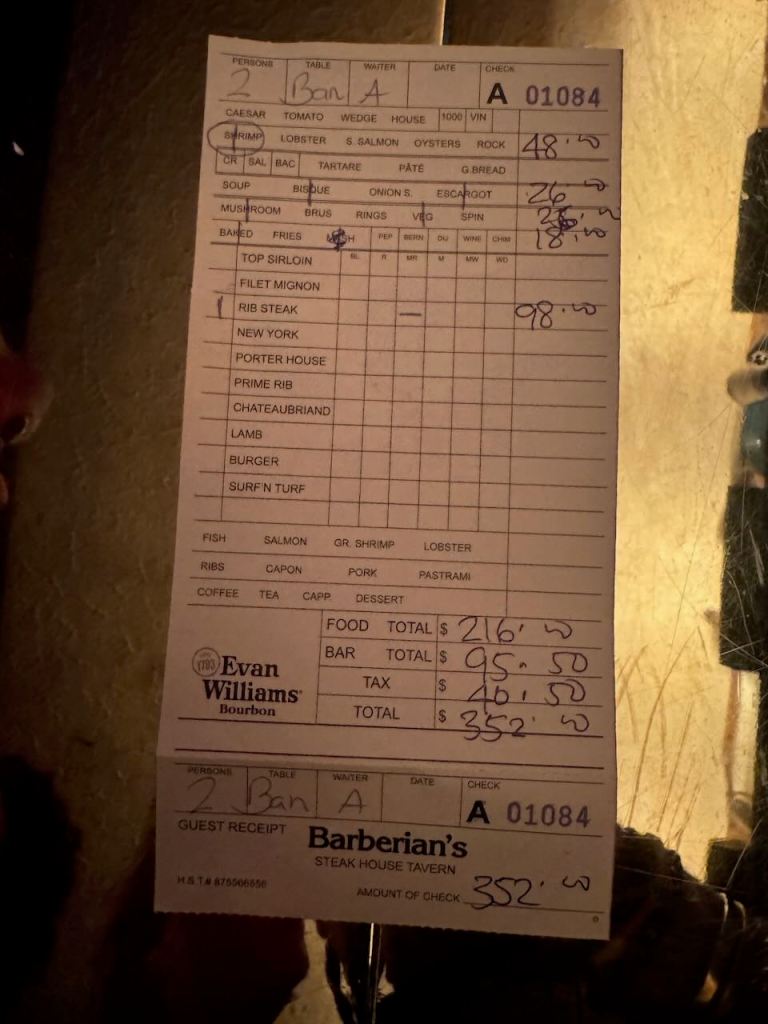 PERSONS TABLE WAITER DATE CHECK
2 Ban A A 01084
CAESAR TOMATO WEDGE HOUSE 1000 VIN
SHRIMP LOBSTER S.SALMON OYSTERS ROCK 48.00
CR SAL BAC TARTARE PÂTÉ G.BREAD
SOUP BISQUE ONION S. ESCARGOT 26.00
MUSHROOM BRUS RINGS VEG SPIN
BAKED FRIES PEP BERN DIJ WINE CHIM 18.00
TOP SIRLOIN BL R MR M MW WD
FILET MIGNON
1 RIB STEAK — 98.00
NEW YORK
PORTER HOUSE
PRIME RIB
CHATEAUBRIAND
LAMB
BURGER
SURF'N TURF
FISH SALMON GR. SHRIMP LOBSTER
RIBS CAPON PORK PASTRAMI
COFFEE TEA CAPP. DESSERT
FOOD TOTAL $ 216.00
BAR TOTAL $ 95.50
TAX $ 40.50
TOTAL $ 352.00
1783
Evan
Williams
Bourbon
PERSONS TABLE WAITER DATE CHECK
2 Ban A A 01084
GUEST RECEIPT Barberian's
STEAK HOUSE TAVERN
H.S.T.# 875506556 AMOUNT OF CHECK 352.00